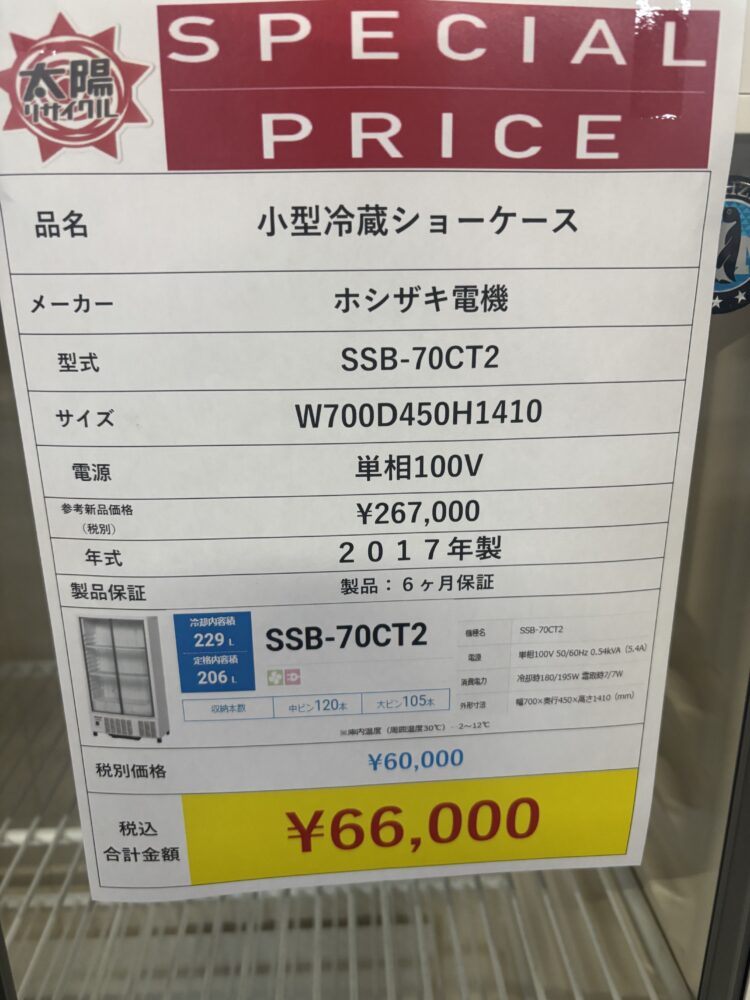 太陽
リサイクル
SPECIAL
PRICE
品名 小型冷蔵ショーケース
メーカー ホシザキ電機
型式 SSB-70CT2
サイズ W700D450H1410
電源 単相100V
参考新品価格
（税別） ¥267,000
年式 2017年製
製品保証 製品：6ヶ月保証
冷却内容積
229 L
定格内容積
206 L
SSB-70CT2
収納本数 中ビン120本 大ビン105本
機種名 SSB-70CT2
電源 単相100V 50/60Hz 0.54kVA (5.4A)
消費電力 冷却時180/195W 霜取時7/7W
外形寸法 幅700×奥行450×高さ1410 (mm)
※庫内温度（周囲温度30℃） -2～12℃
税別価格 ¥60,000
税込
合計金額 ¥66,000